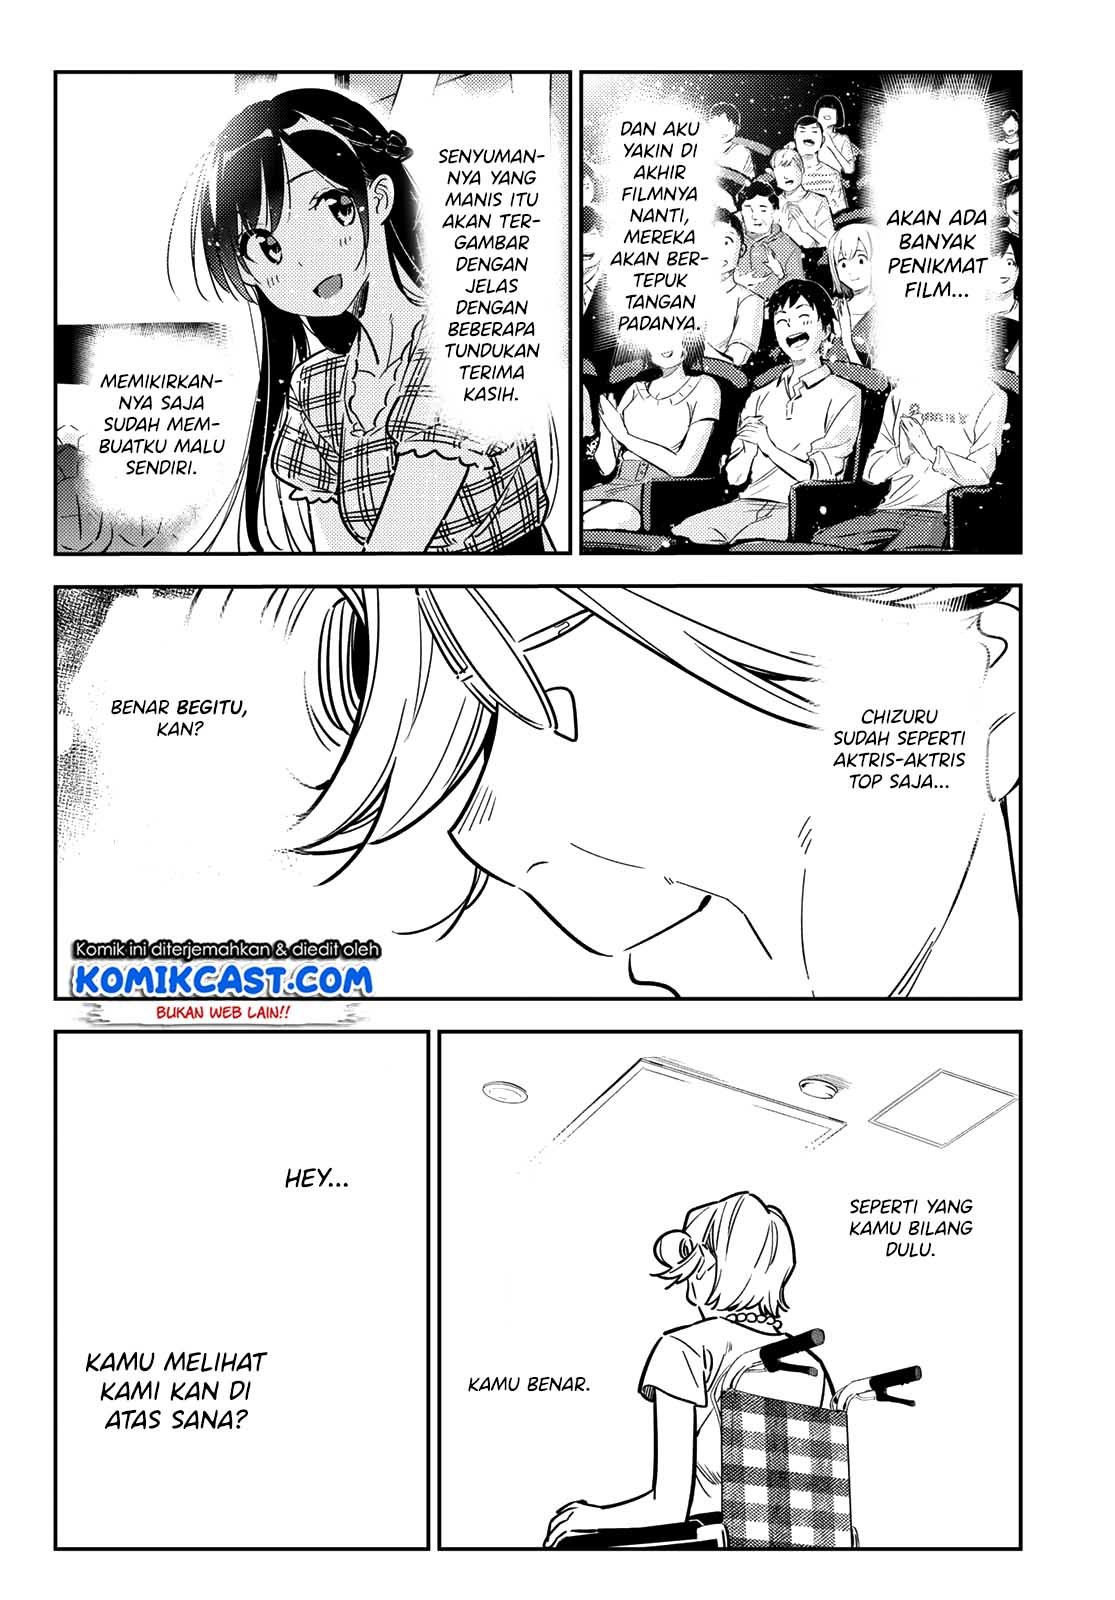 AKAN ADA
BANYAK
PENIKMAT
FILM...
DAN AKU
YAKIN DI
AKHIR
FILMNYA
NANTI,
MEREKA
AKAN BER-
TEPUK
TANGAN
PADANYA.
SENYUMAN-
NYA YANG
MANIS ITU
AKAN TER-
GAMBAR
DENGAN
JELAS
DENGAN
BEBERAPA
TUNDUKAN
TERIMA
KASIH.
MEMIKIRKAN-
NYA SAJA
SUDAH MEM-
BUATKU MALU
SENDIRI.
CHIZURU
SUDAH SEPERTI
AKTRIS-AKTRIS
TOP SAJA...
BENAR BEGITU,
KAN?
Komik ini diterjemahkan & diedit oleh
KOMIKCAST.COM
BUKAN WEB LAIN!!
SEPERTI YANG
KAMU BILANG
DULU.
KAMU BENAR.
HEY...
KAMU MELIHAT
KAMI KAN DI
ATAS SANA?